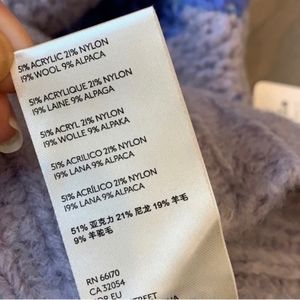 51% ACRYLIC 21% NYLON
19% WOOL 9% ALPACA
51% ACRYLIQUE 21% NYLON
19% LAINE 9% ALPAGA
51% ACRYL 21% NYLON
19% WOLLE 9% ALPAKA
51% ACRILICO 21% NYLON
19% LANA 9% ALPACA
51% ACRÍLICO 21% NYLON
19% LANA 9% ALPACA
51% 亚克力 21% 尼龙 19% 羊毛
9% 羊驼毛
RN 66170
CA 32054
EU
STREET